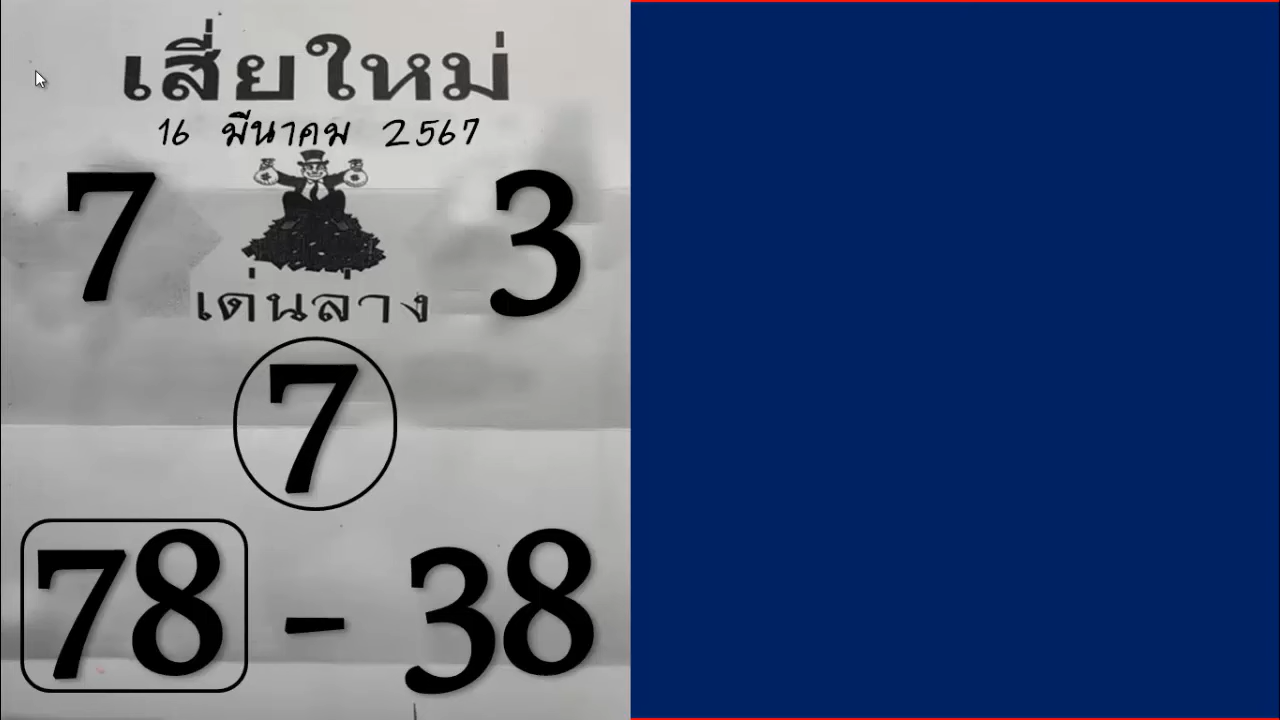 เสี่ยใหม่
16 มีนาคม 2567
7 3
เด่นล่าง
7
78 - 38